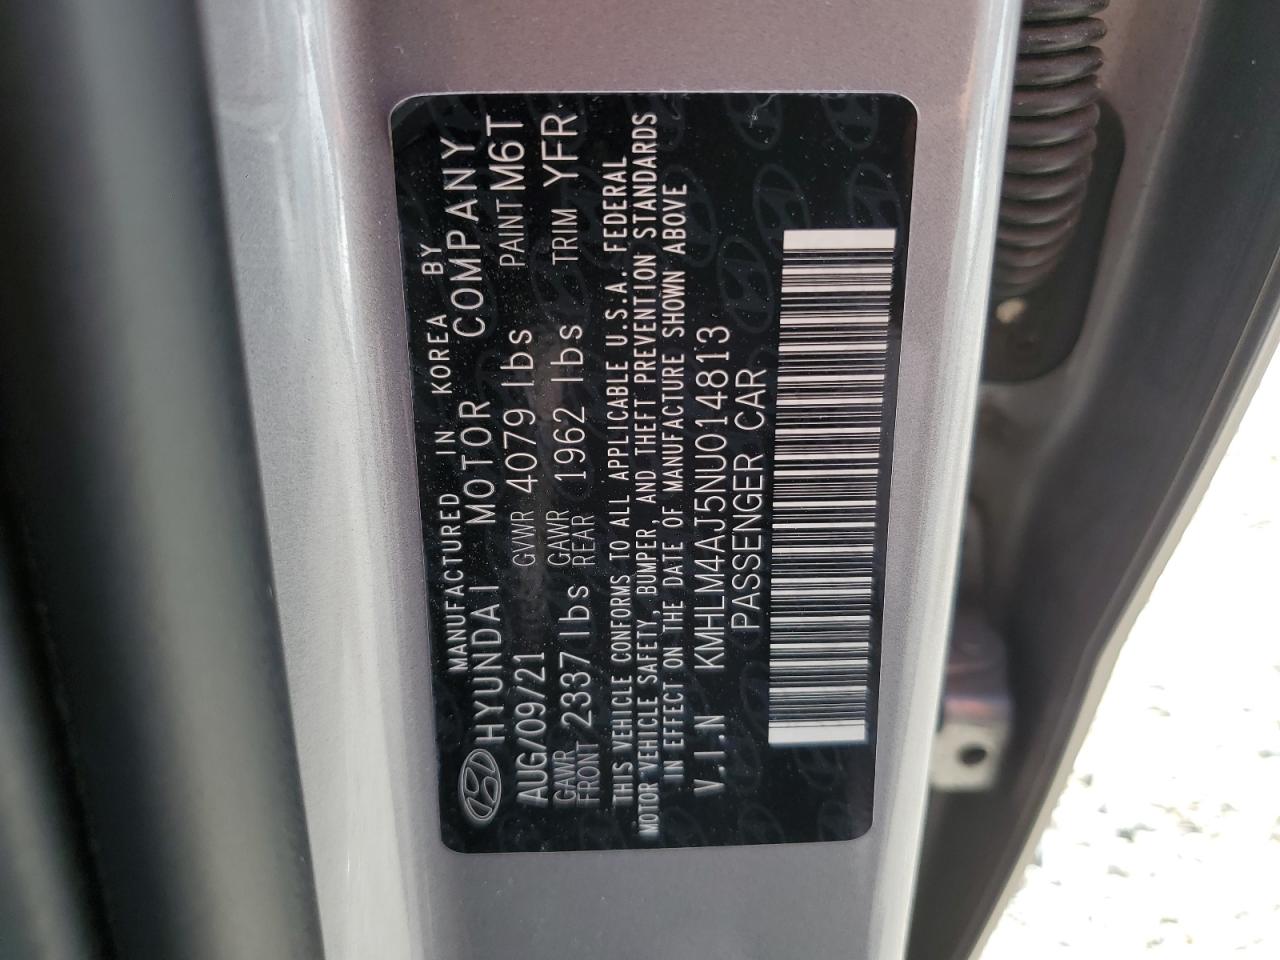 MANUFACTURED IN KOREA BY
HYUNDAI MOTOR COMPANY
AUG/09/21 GVWR 4079 lbs PAINT M6T
GAWR FRONT 2337 lbs GAWR REAR 1962 lbs TRIM YFR
THIS VEHICLE CONFORMS TO ALL APPLICABLE U.S.A. FEDERAL
MOTOR VEHICLE SAFETY, BUMPER, AND THEFT PREVENTION STANDARDS
IN EFFECT ON THE DATE OF MANUFACTURE SHOWN ABOVE
V.I.N KMHLM4AJ5NU014813
PASSENGER CAR